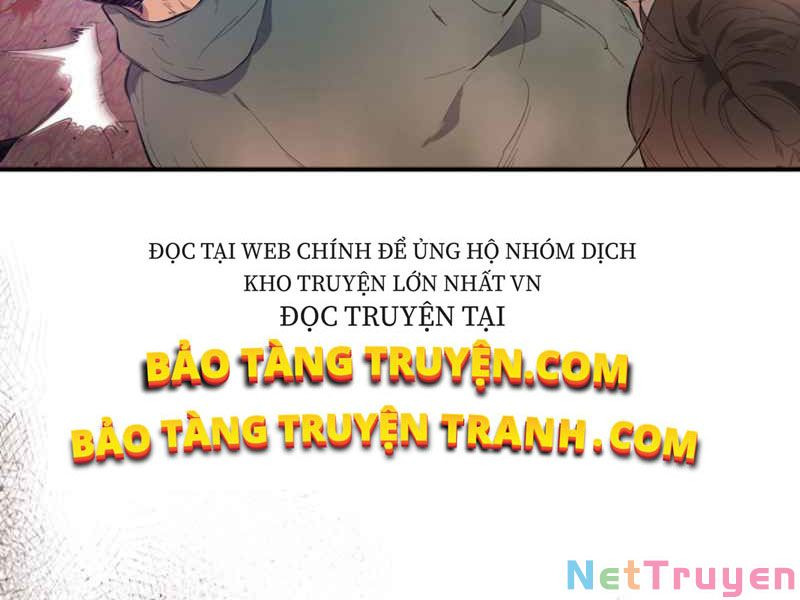 ĐỌC TẠI WEB CHÍNH ĐỂ ỦNG HỘ NHÓM DỊCH
KHO TRUYỆN LỚN NHẤT VN
ĐỌC TRUYỆN TẠI
BẢO TÀNG TRUYỆN.COM
BẢO TÀNG TRUYỆN TRANH.COM
NetTruyen